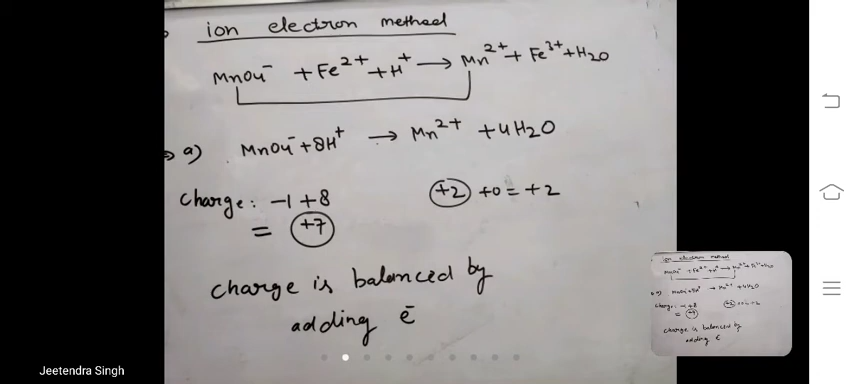 ion electron method
MnO4⁻ + Fe²⁺ + H⁺ → Mn²⁺ + Fe³⁺ + H2O
a) MnO4⁻ + 8H⁺ → Mn²⁺ + 4H2O
Charge: -1 +8 +2 +0 = +2
= +7
charge is balanced by
adding e⁻
Jeetendra Singh